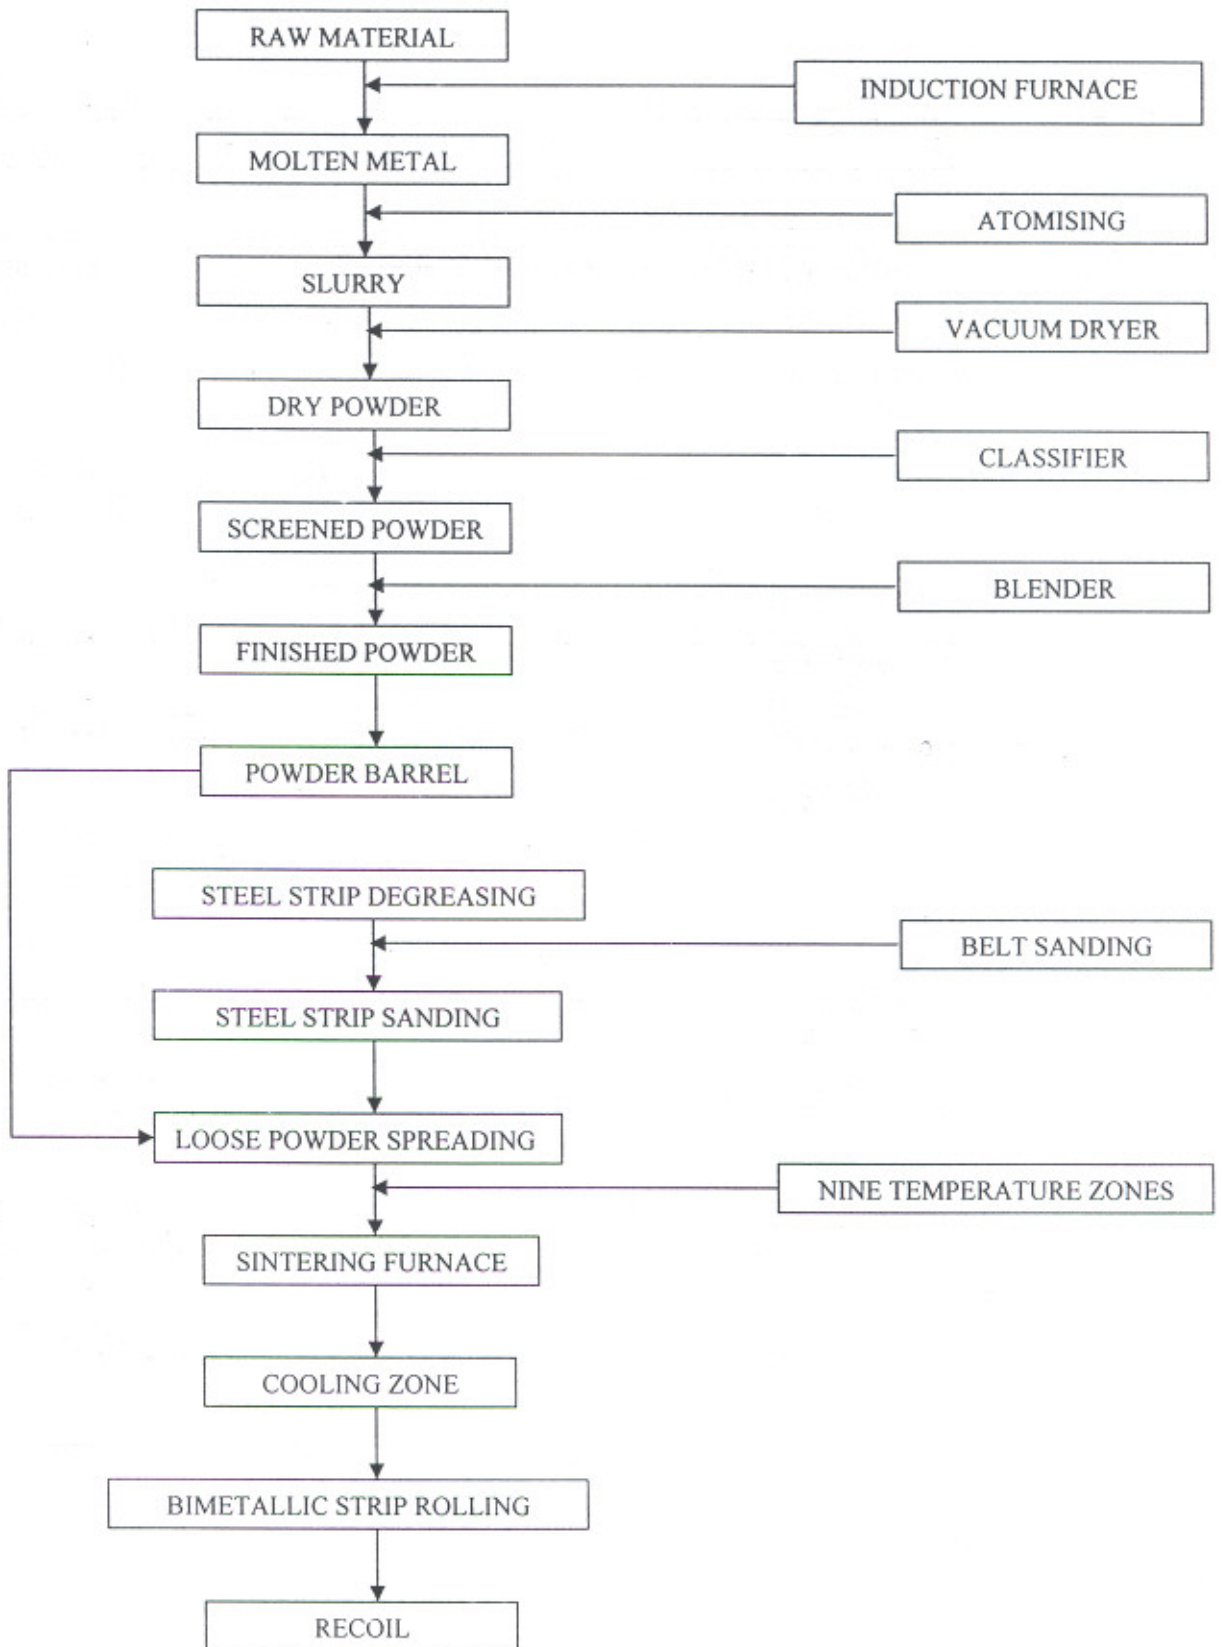 RAW MATERIAL
INDUCTION FURNACE
MOLTEN METAL
ATOMISING
SLURRY
VACUUM DRYER
DRY POWDER
CLASSIFIER
SCREENED POWDER
BLENDER
FINISHED POWDER
POWDER BARREL
STEEL STRIP DEGREASING
BELT SANDING
STEEL STRIP SANDING
LOOSE POWDER SPREADING
NINE TEMPERATURE ZONES
SINTERING FURNACE
COOLING ZONE
BIMETALLIC STRIP ROLLING
RECOIL